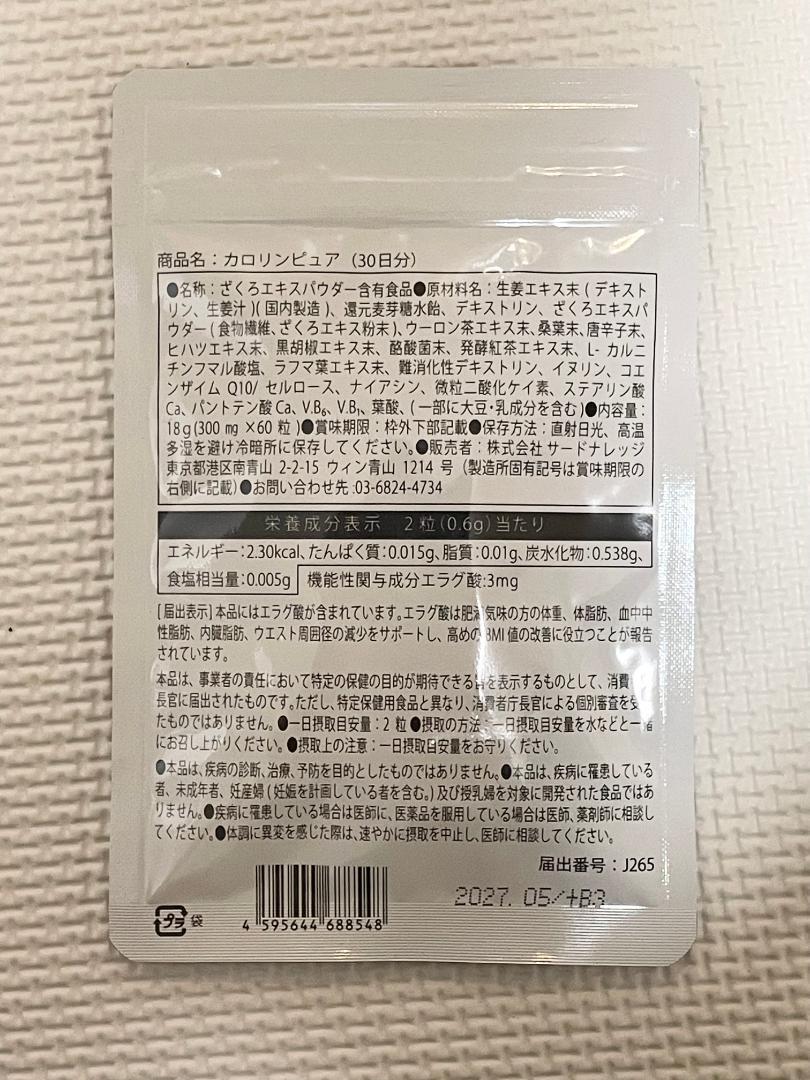 商品名：カロリンピュア（30日分）
●名称：ざくろエキスパウダー含有食品●原材料名：生姜エキス末 ( デキスト
リン、生姜汁 )( 国内製造 )、還元麦芽糖水飴、デキストリン、ざくろエキスパ
ウダー ( 食物繊維、ざくろエキス粉末 )、ウーロン茶エキス末、桑葉末、唐辛子末、
ヒハツエキス末、黒胡椒エキス末、酪酸菌末、発酵紅茶エキス末、L- カルニ
チンフマル酸塩、ラフマ葉エキス末、難消化性デキストリン、イヌリン、コエ
ンザイム Q10/ セルロース、ナイアシン、微粒二酸化ケイ素、ステアリン酸
Ca、パントテン酸 Ca、V.B₆、V.B₁、葉酸、( 一部に大豆・乳成分を含む )●内容量：
18g(300 mg ×60 粒 )●賞味期限：枠外下部記載●保存方法：直射日光、高温
多湿を避け冷暗所に保存してください。●販売者：株式会社 サードナレッジ
東京都港区南青山 2-2-15 ウィン青山 1214 号（製造所固有記号は賞味期限の
右側に記載）●お問い合わせ先 :03-6824-4734
栄養成分表示 2 粒(0.6g)当たり
エネルギー：2.30kcal、たんぱく質：0.015g、脂質：0.01g、炭水化物：0.538g、
食塩相当量：0.005g 機能性関与成分エラグ酸:3mg
[ 届出表示 ] 本品にはエラグ酸が含まれています。エラグ酸は肥満気味の方の体重、体脂肪、血中中
性脂肪、内臓脂肪、ウエスト周囲径の減少をサポートし、高めのBMI 値の改善に役立つことが報告
されています。
本品は、事業者の責任において特定の保健の目的が期待できる旨を表示するものとして、消費
長官に届出されたものです。ただし、特定保健用食品と異なり、消費者庁長官による個別審査を受
たものではありません。●一日摂取目安量：2 粒 ●摂取の方法：一日摂取目安量を水などと一緒
にお召し上がりください。●摂取上の注意：一日摂取目安量をお守りください。
●本品は、疾病の診断、治療、予防を目的としたものではありません。●本品は、疾病に罹患している
者、未成年者、妊産婦 ( 妊娠を計画している者を含む。) 及び授乳婦を対象に開発された食品ではあ
りません。●疾病に罹患している場合は医師に、医薬品を服用している場合は医師、薬剤師に相談し
てください。●体調に異変を感じた際は、速やかに摂取を中止し、医師に相談してください。
届出番号：J265
2027. 05/+B3
プラ 袋
4 595644 688548